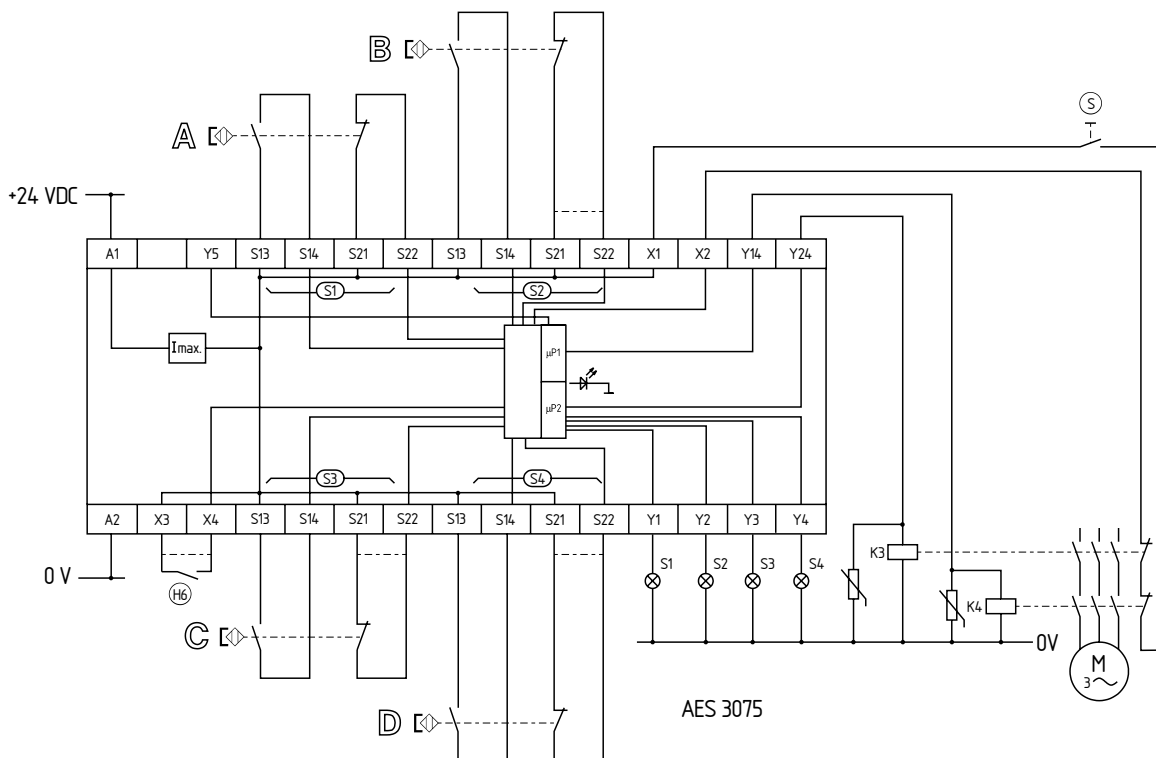 B
S
A
+24 VDC
A1 Y5 S13 S14 S21 S22 S13 S14 S21 S22 X1 X2 Y14 Y24
S1 S2
Imax.
µP1
µP2
S3 S4
A2 X3 X4 S13 S14 S21 S22 S13 S14 S21 S22 Y1 Y2 Y3 Y4
0 V
H6
S1 S2 S3 S4
K3
K4
C
0V
M
3
D
AES 3075